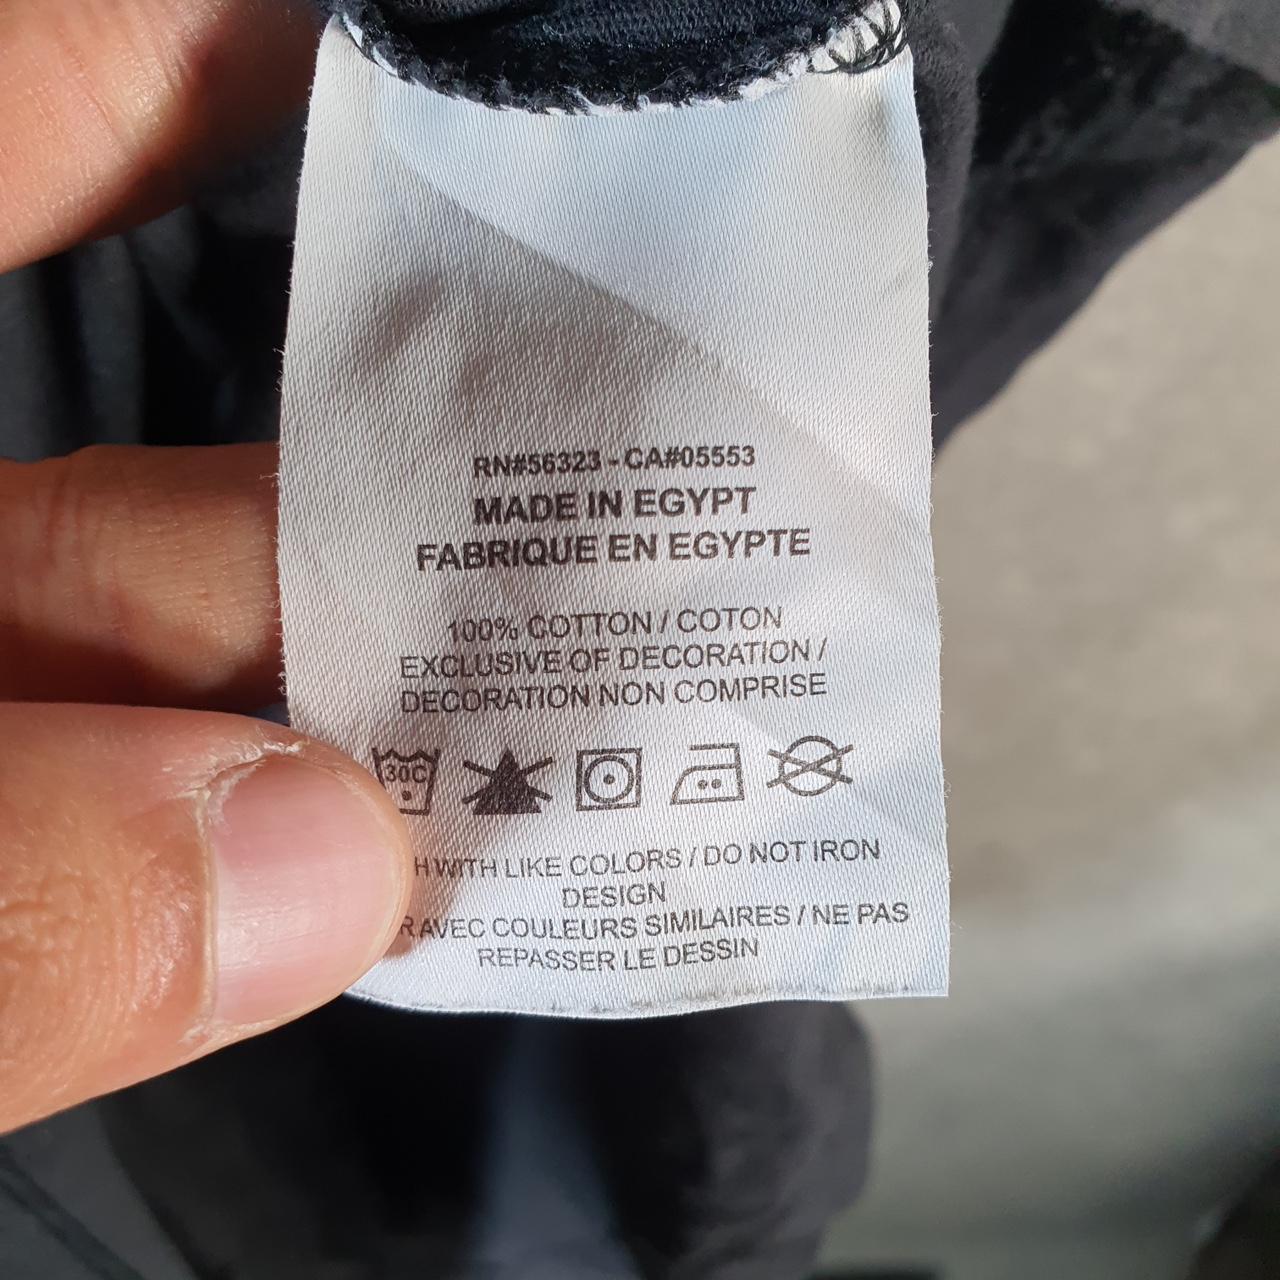 RN#56323 - CA#05553
MADE IN EGYPT
FABRIQUE EN EGYPTE
100% COTTON / COTON
EXCLUSIVE OF DECORATION /
DECORATION NON COMPRISE
30C
WITH LIKE COLORS / DO NOT IRON
DESIGN
AVEC COULEURS SIMILAIRES / NE PAS
REPASSER LE DESSIN